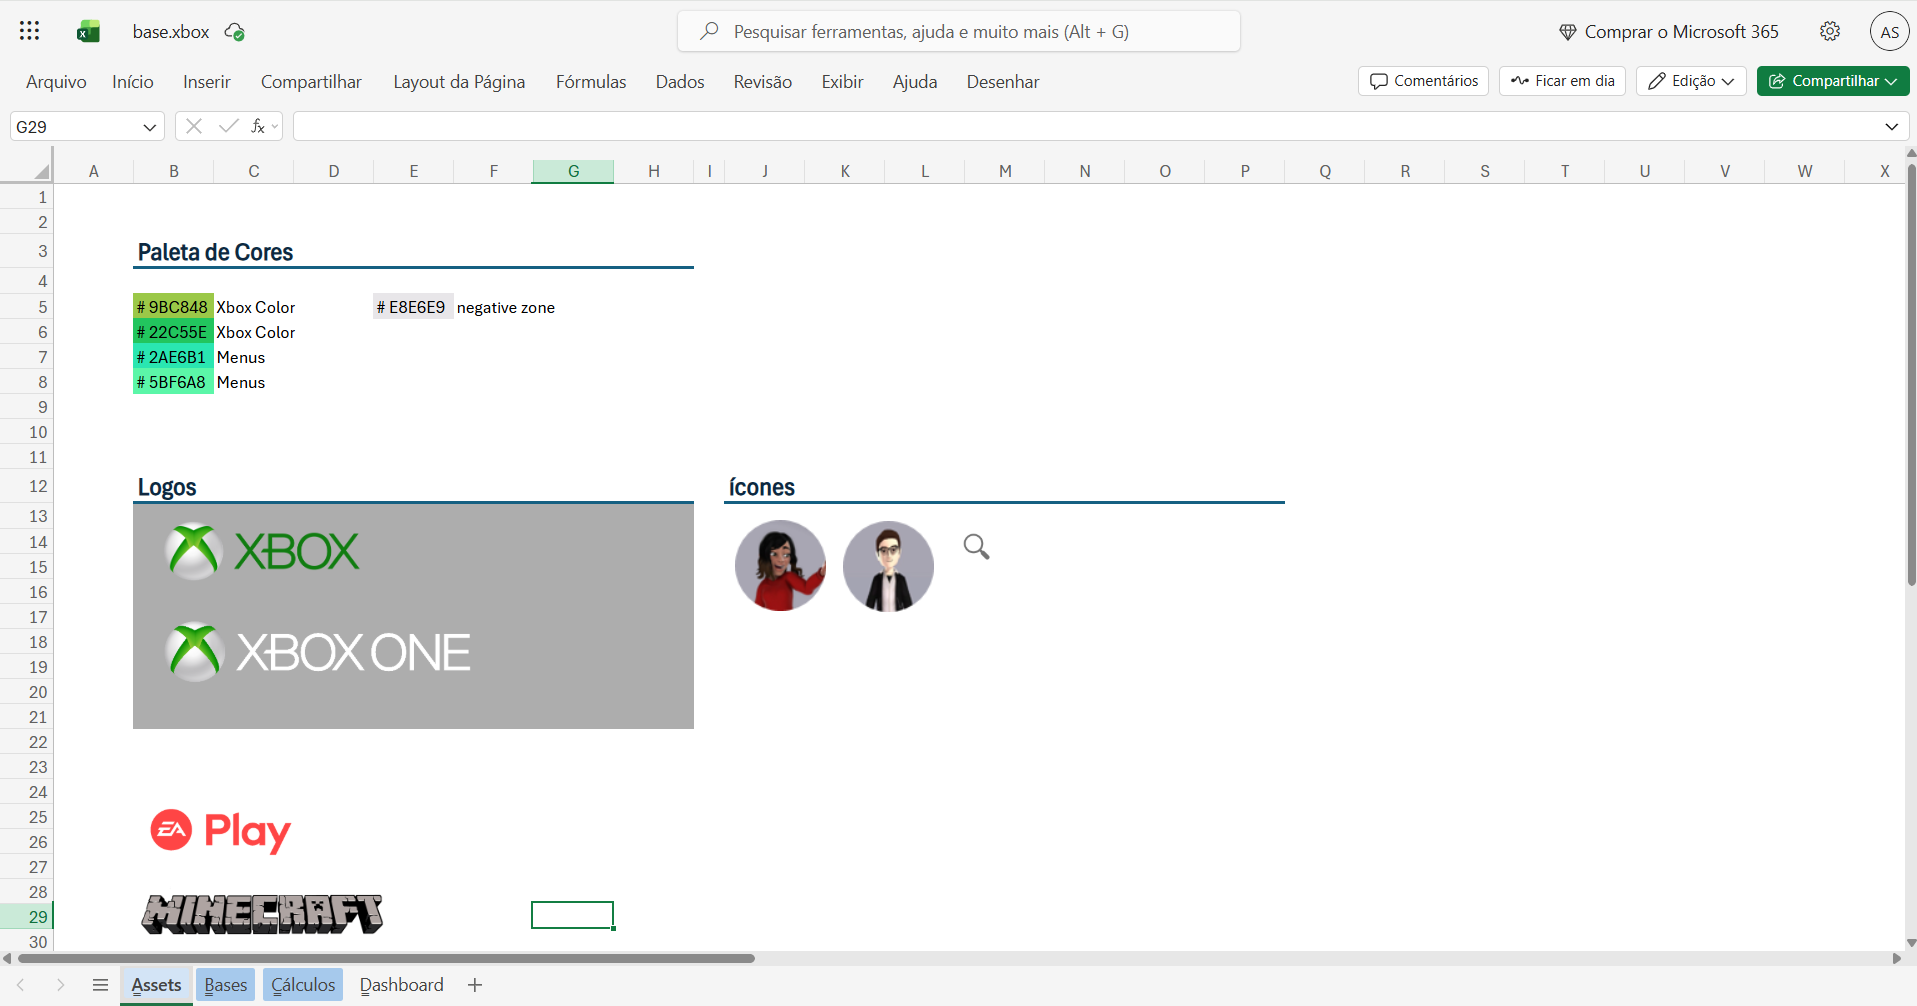 base.xbox
Pesquisar ferramentas, ajuda e muito mais (Alt + G)
Comprar o Microsoft 365
AS
Arquivo Início Inserir Compartilhar Layout da Página Fórmulas Dados Revisão Exibir Ajuda Desenhar
Comentários Ficar em dia Edição Compartilhar
G29 fx
A B C D E F G H I J K L M N O P Q R S T U V W X
1
2
3 Paleta de Cores
4
5 # 9BC848 Xbox Color # E8E6E9 negative zone
6 # 22C55E Xbox Color
7 # 2AE6B1 Menus
8 # 5BF6A8 Menus
9
10
11
12 Logos ícones
13
14 XBOX
15
16
17
18 XBOX ONE
19
20
21
22
23
24
25 EA Play
26
27
28
29 MINECRAFT
30
Assets Bases Cálculos Dashboard